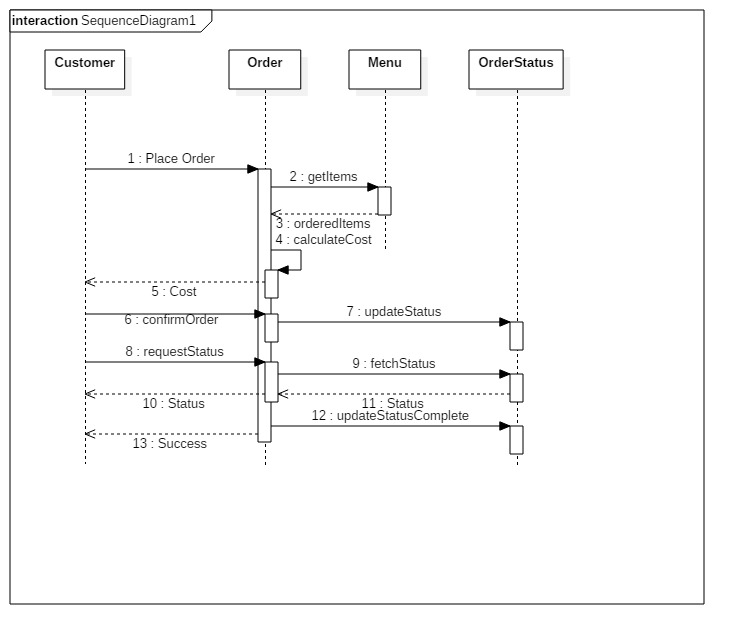 interaction SequenceDiagram1
Customer
Order
Menu
OrderStatus
1 : Place Order
2 : getItems
3 : orderedItems
4 : calculateCost
5 : Cost
6 : confirmOrder
7 : updateStatus
8 : requestStatus
9 : fetchStatus
10 : Status
11 : Status
12 : updateStatusComplete
13 : Success